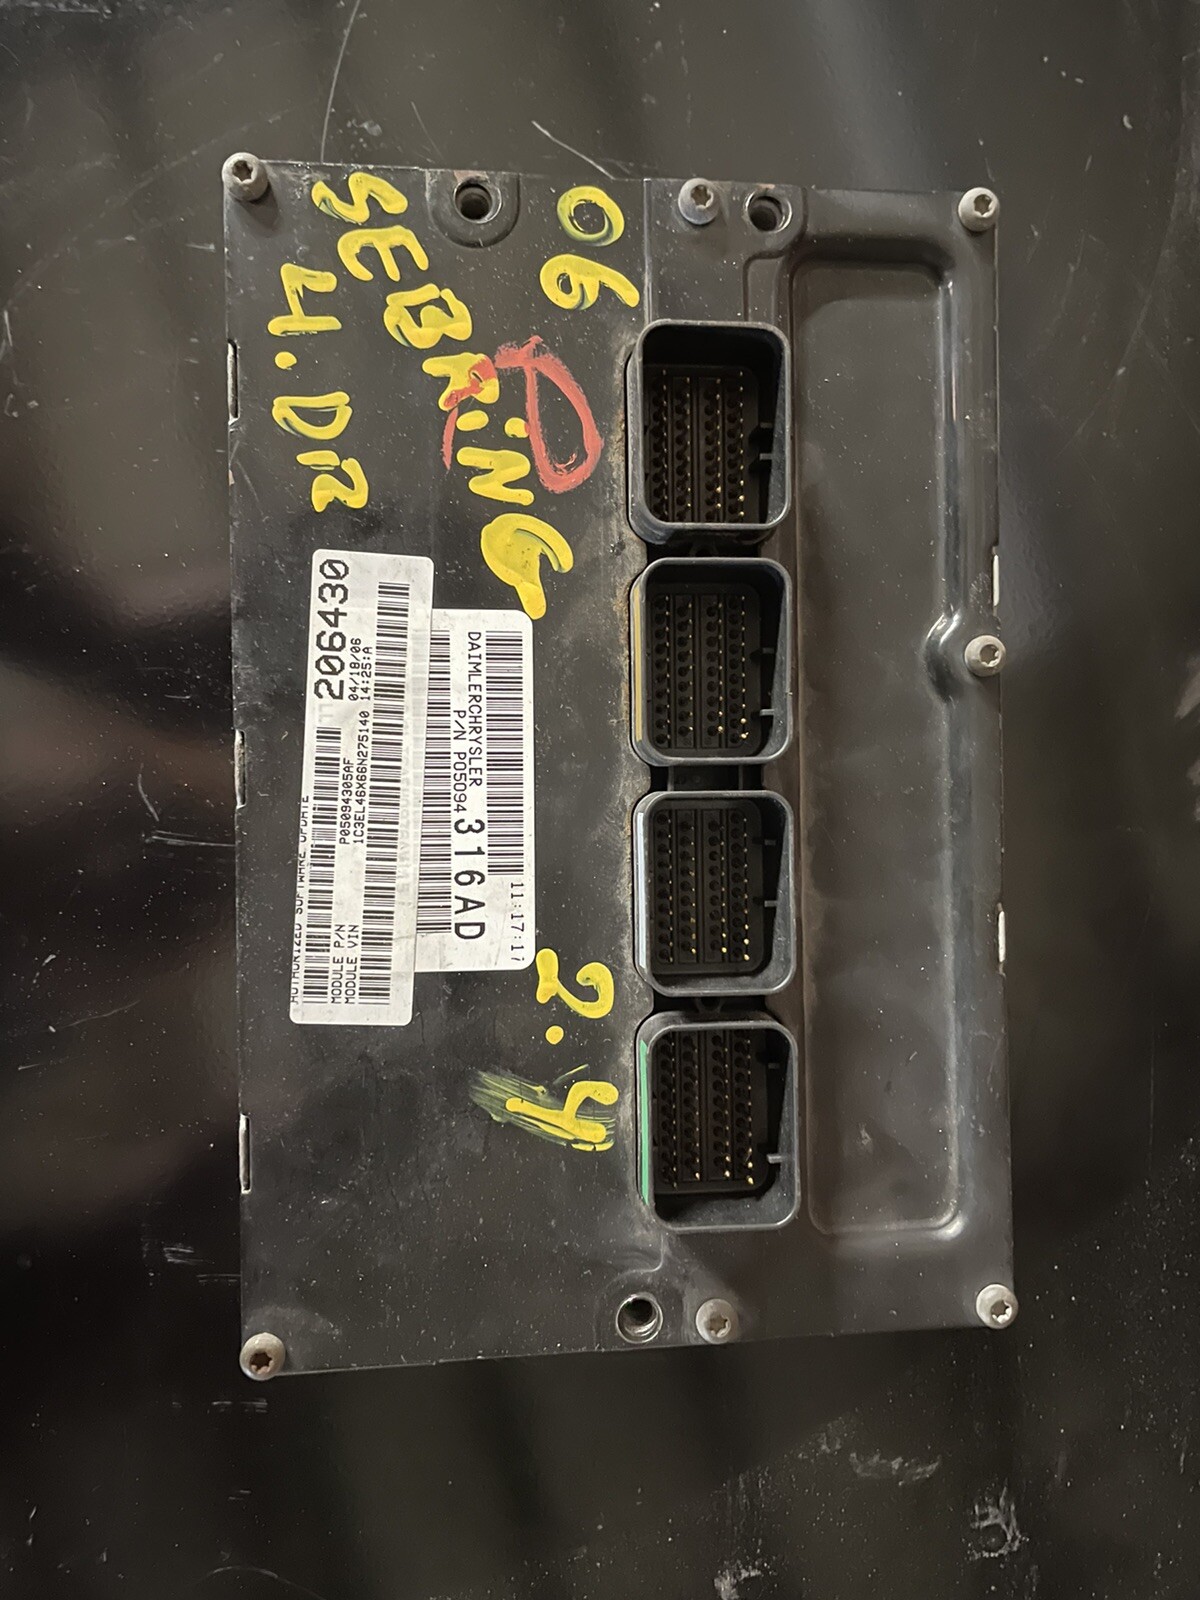 06
SEBRiNG
4.DR
2.4
11:17:17
DAIMLERCHRYSLER
P/N P05094316AD
206430
04/18/06
14:25:A
AUTHORIZED SOFTWARE UPDATE
MODULE P/N P05094305AF
MODULE VIN 1C3EL46X66N275140